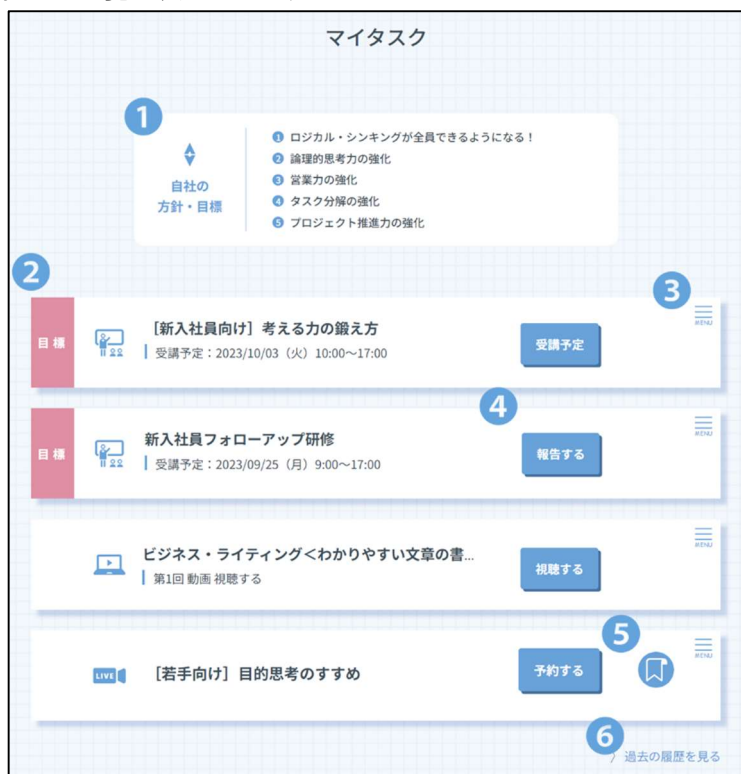 マイタスク
1
❶ ロジカル・シンキングが全員できるようになる！
❷ 論理的思考力の強化
自社の
方針・目標
❸ 営業力の強化
❹ タスク分解の強化
❺ プロジェクト推進力の強化
2
3
目標
［新入社員向け］考える力の鍛え方
受講予定：2023/10/03（火）10:00～17:00
受講予定
MENU
4
目標
新入社員フォローアップ研修
受講予定：2023/09/25（月）9:00～17:00
報告する
MENU
ビジネス・ライティング＜わかりやすい文章の書...
第1回 動画 視聴する
視聴する
MENU
5
LIVE
［若手向け］目的思考のすすめ
予約する
MENU
6
過去の履歴を見る